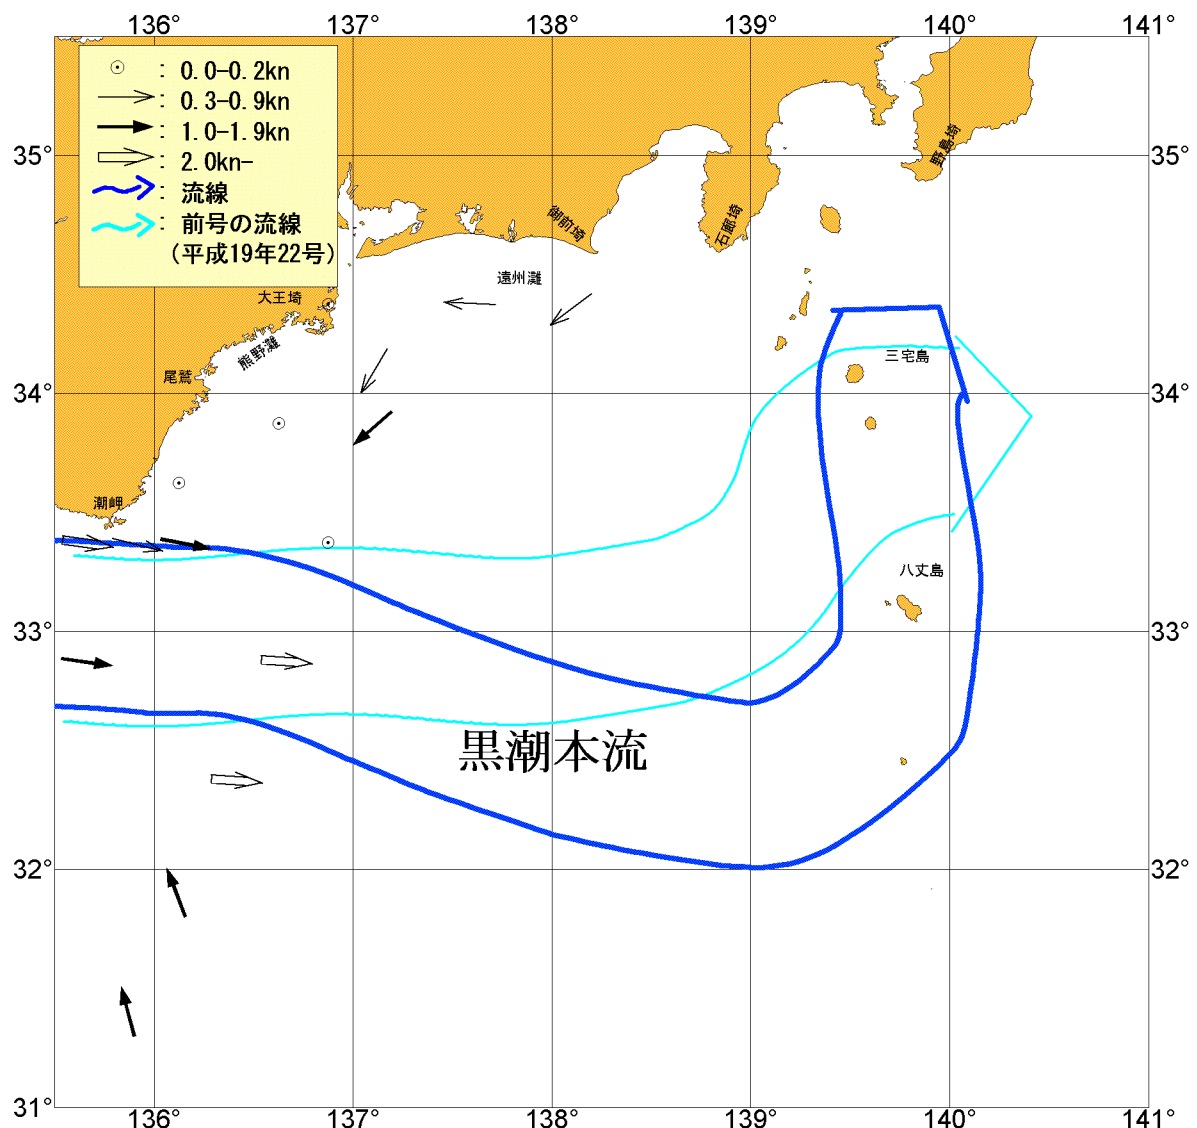 136° 137° 138° 139° 140° 141°
: 0.0-0.2kn
: 0.3-0.9kn
: 1.0-1.9kn
: 2.0kn-
: 流線
: 前号の流線
(平成19年22号)
35° 35°
野島埼
石廊埼
御前埼
遠州灘
大王埼
熊野灘
三宅島
尾鷲
34° 34°
潮岬
八丈島
33° 33°
黒潮本流
32° 32°
31° 31°
136° 137° 138° 139° 140° 141°